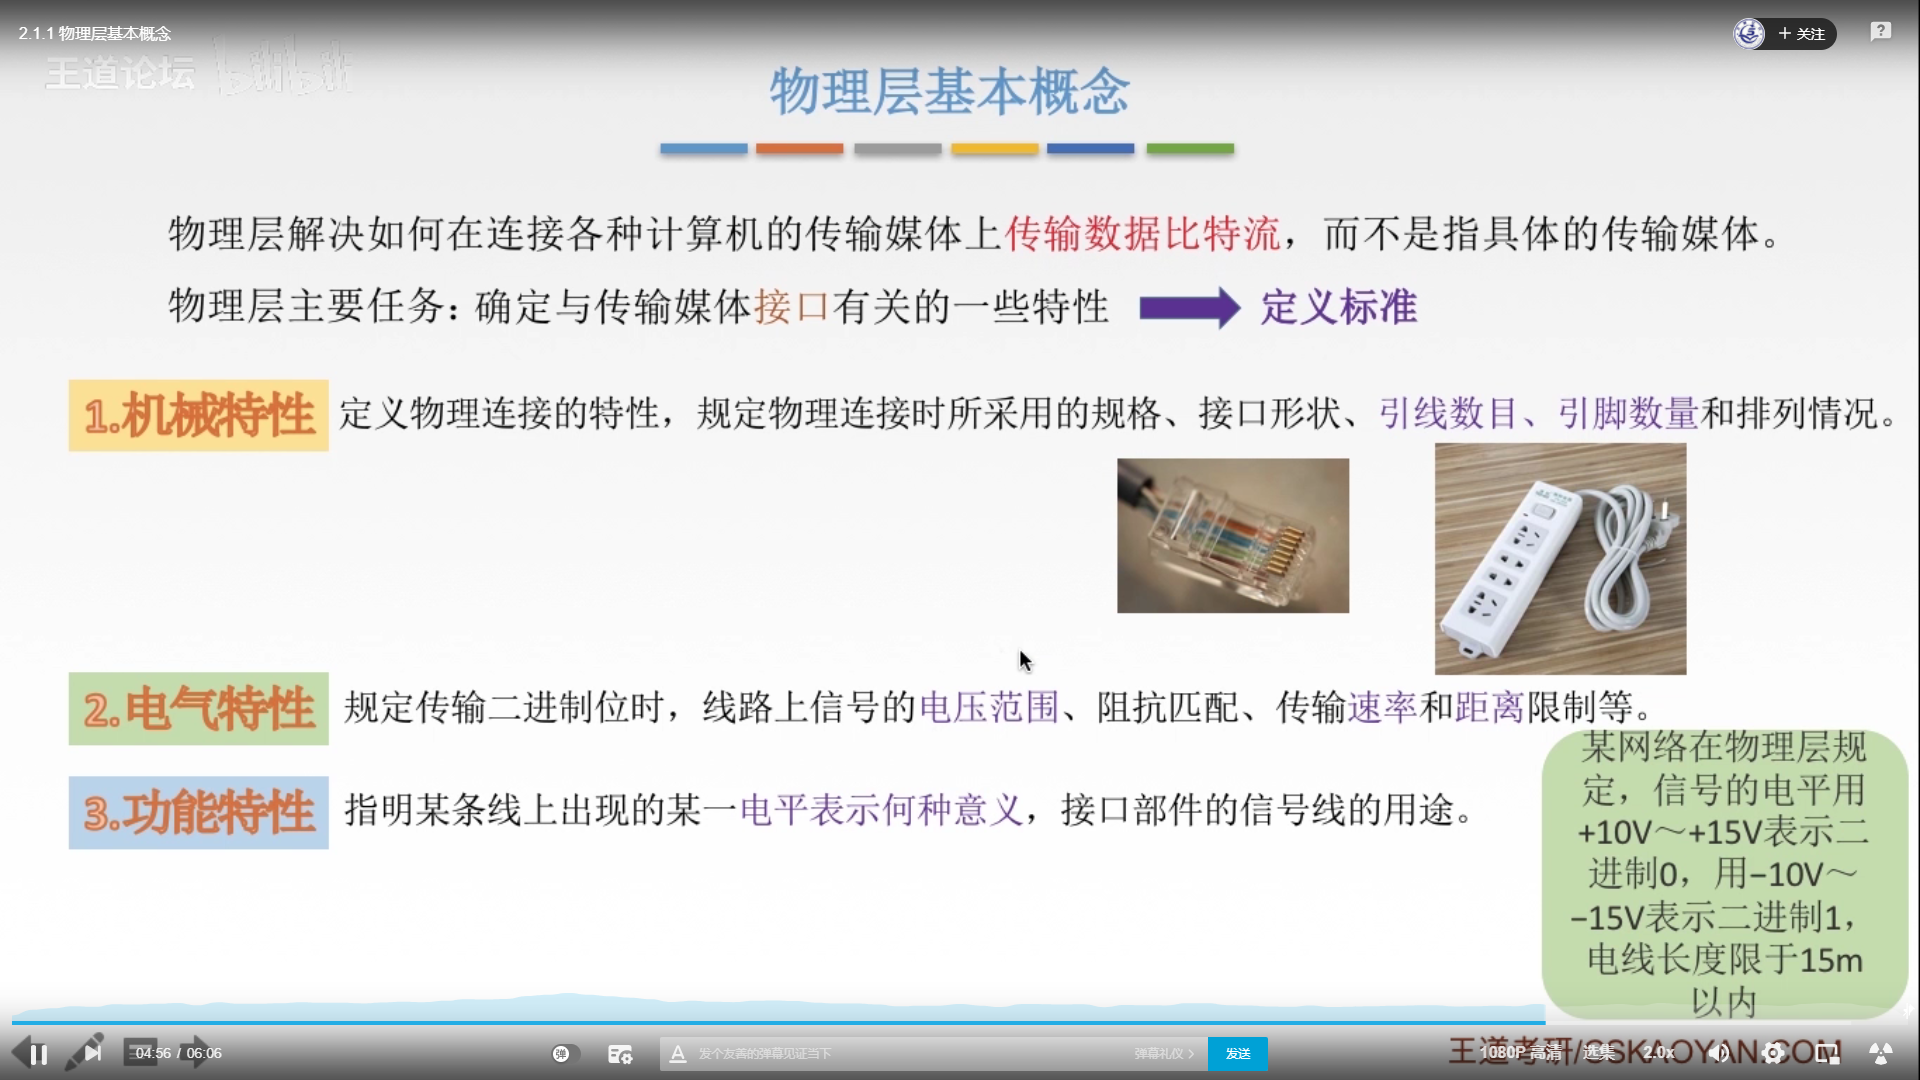 2.1.1 物理层基本概念
关注
王道论坛 bilibili
物理层基本概念
物理层解决如何在连接各种计算机的传输媒体上传输数据比特流，而不是指具体的传输媒体。
物理层主要任务：确定与传输媒体接口有关的一些特性
定义标准
1.机械特性
定义物理连接的特性，规定物理连接时所采用的规格、接口形状、引线数目、引脚数量和排列情况。
2.电气特性
规定传输二进制位时，线路上信号的电压范围、阻抗匹配、传输速率和距离限制等。
3.功能特性
指明某条线上出现的某一电平表示何种意义，接口部件的信号线的用途。
某网络在物理层规
定，信号的电平用
+10V～+15V表示二
进制0，用–10V～
–15V表示二进制1，
电线长度限于15m
以内
04:56 / 06:06
弹
发个友善的弹幕见证当下
弹幕礼仪
发送
王道考研/CSKAOYAN.COM
1080P 高清
选集
2.0x